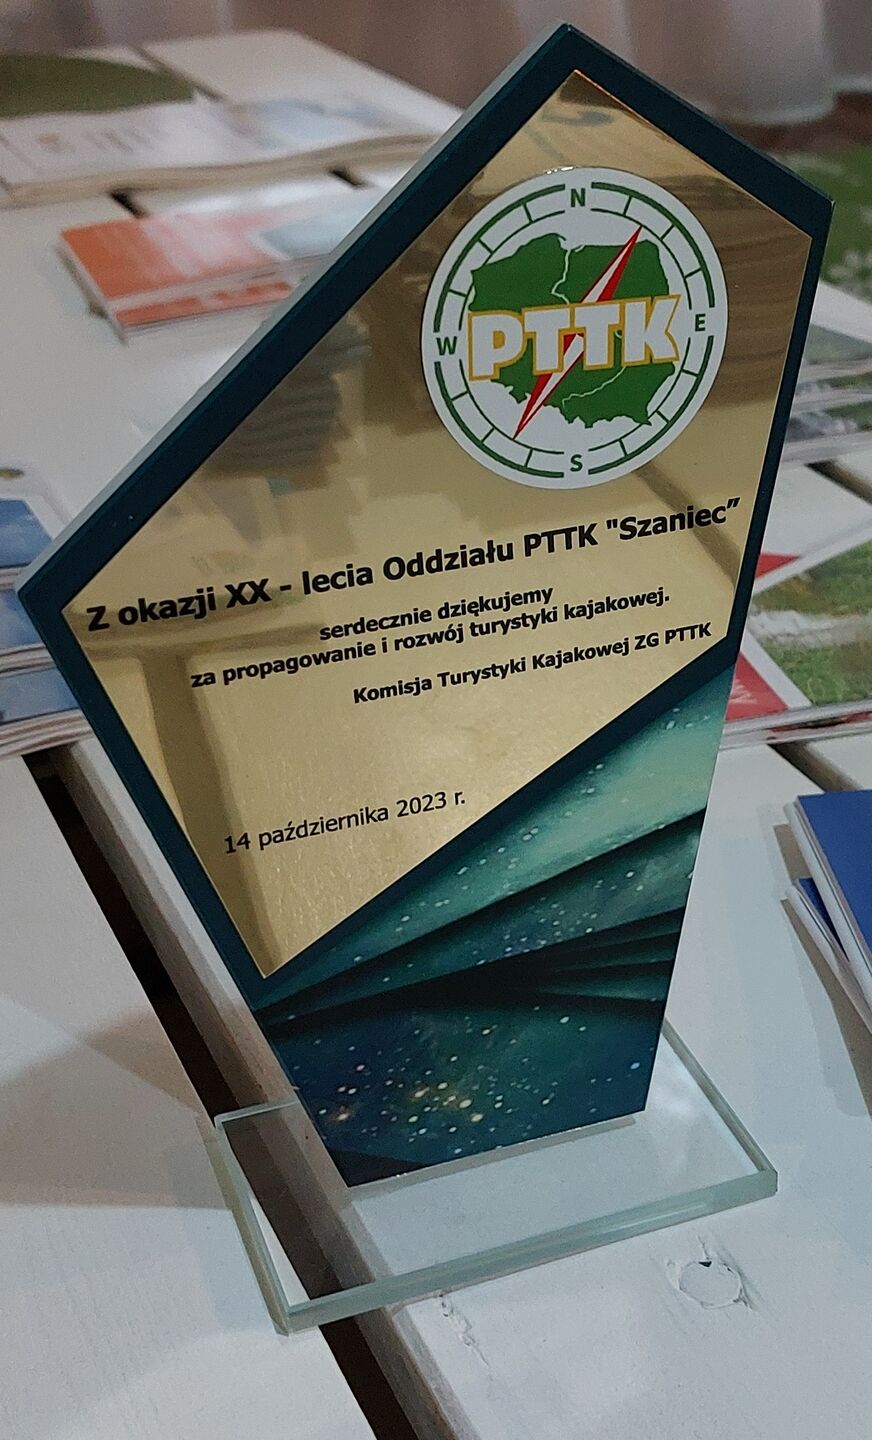 N
W
E
PTTK
S
Z okazji XX - lecia Oddziału PTTK "Szaniec”
serdecznie dziękujemy
za propagowanie i rozwój turystyki kajakowej.
Komisja Turystyki Kajakowej ZG PTTK
14 października 2023 r.